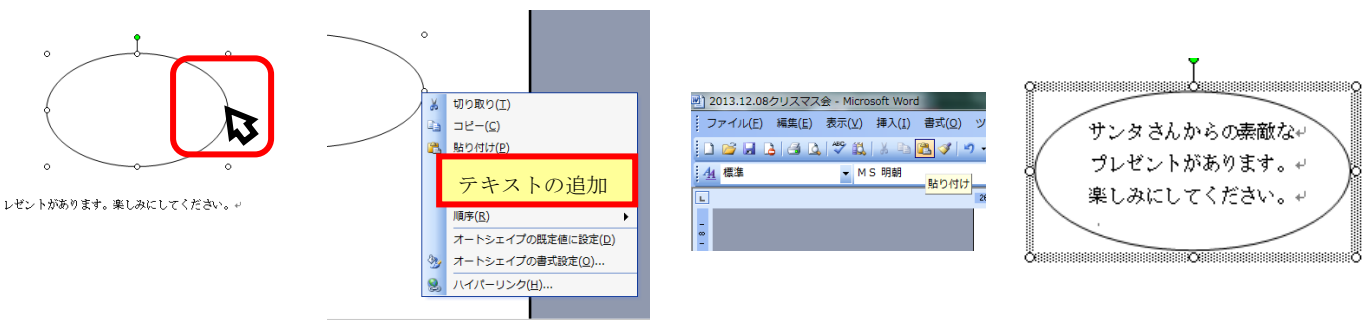 レゼントがあります。楽しみにしてください。
切り取り(T)
コピー(C)
貼り付け(P)
テキストの追加
順序(R)
オートシェイプの既定値に設定(D)
オートシェイプの書式設定(O)...
ハイパーリンク(H)...
2013.12.08クリスマス会 - Microsoft Word
ファイル(F) 編集(E) 表示(V) 挿入(I) 書式(O) ツ
標準 ＭＳ 明朝
貼り付け
サンタさんからの素敵な
プレゼントがあります。
楽しみにしてください。